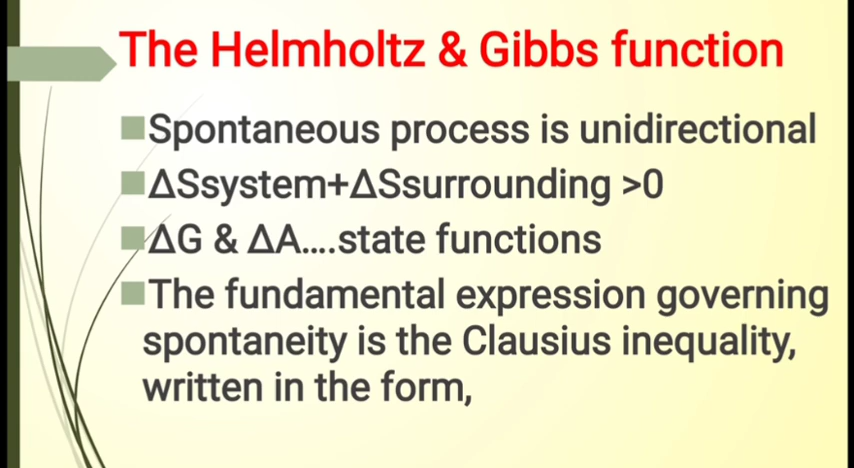 The Helmholtz & Gibbs function
Spontaneous process is unidirectional
ΔSsystem+ΔSsurrounding >0
ΔG & ΔA....state functions
The fundamental expression governing
spontaneity is the Clausius inequality,
written in the form,